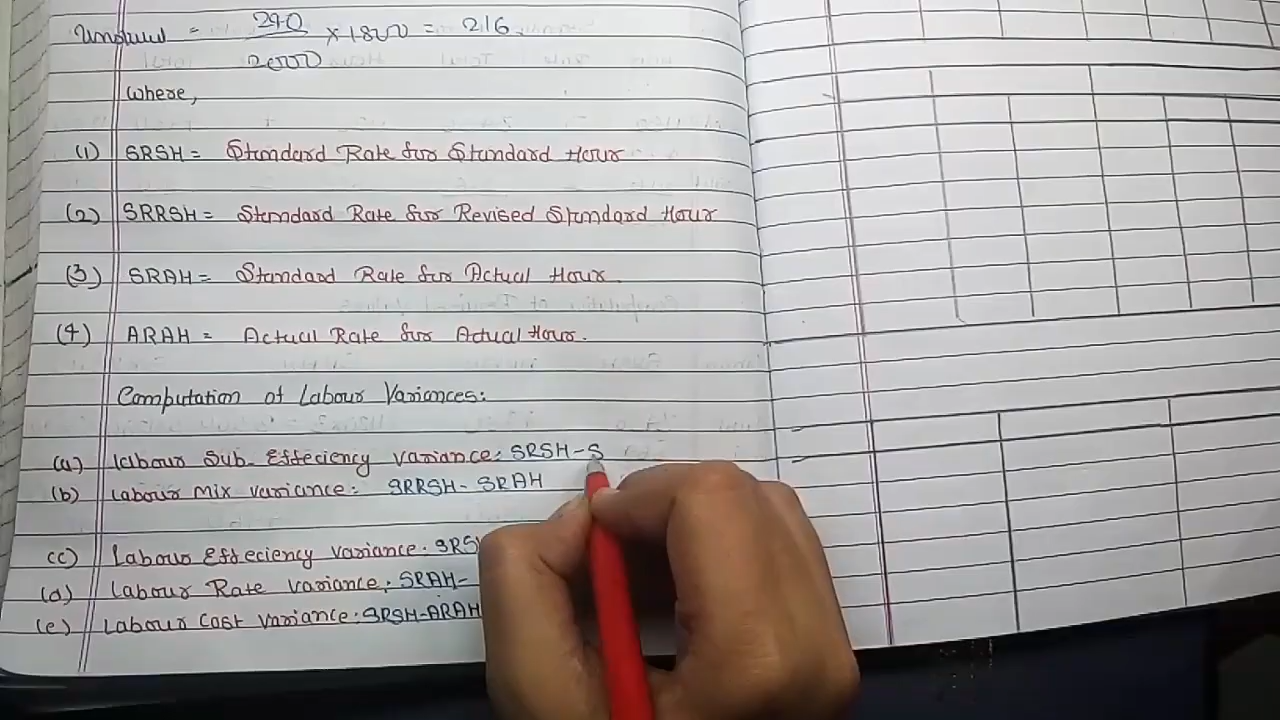 = 240 × 1800 = 216.
2000
where,
(1) SRSH = Standard Rate for Standard Hour
(2) SRRSH = Standard Rate for Revised Standard Hour
(3) SRAH = Standard Rate for Actual Hour.
(4) ARAH = Actual Rate for Actual Hour.
Computation of Labour Variances:
(a) Labour Sub. Effeciency Variance: SRSH-S
(b) Labour Mix Variance: SRRSH- SRAH
(c) Labour Effeciency Variance: SRS
(d) Labour Rate Variance: SRAH-
(e) Labour Cost Variance: SRSH-ARAH